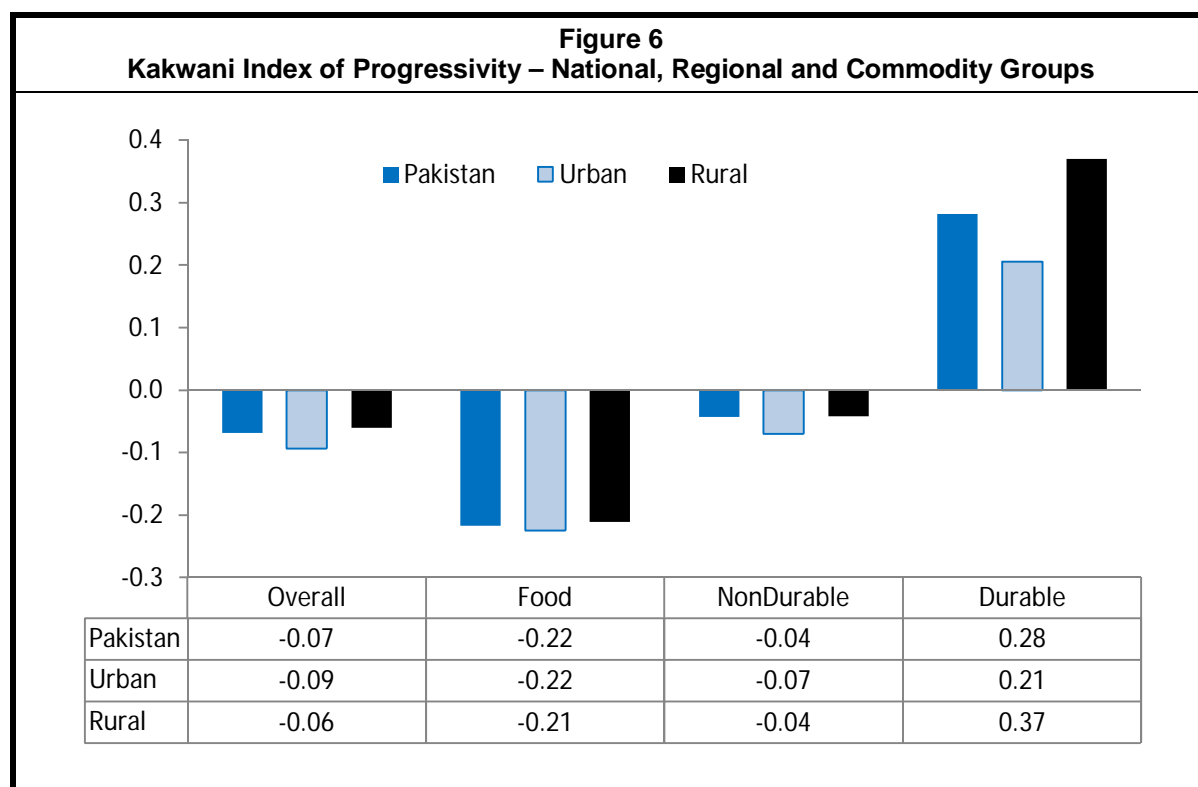 Figure 6
Kakwani Index of Progressivity – National, Regional and Commodity Groups
0.4
Pakistan Urban Rural
0.3
0.2
0.1
0.0
-0.1
-0.2
-0.3
Overall Food NonDurable Durable
Pakistan -0.07 -0.22 -0.04 0.28
Urban -0.09 -0.22 -0.07 0.21
Rural -0.06 -0.21 -0.04 0.37